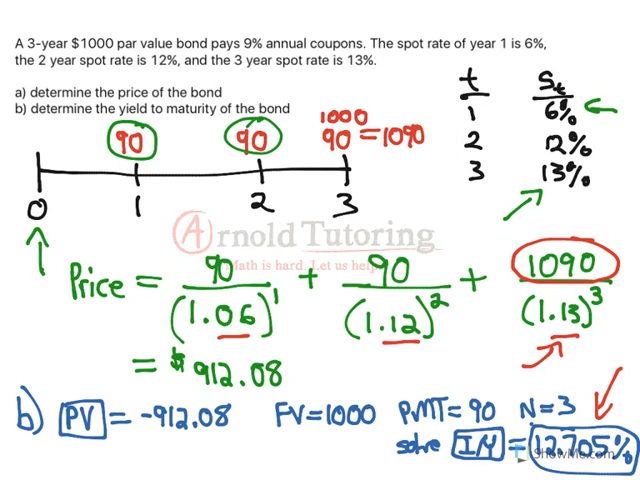 A 3-year $1000 par value bond pays 9% annual coupons. The spot rate of year 1 is 6%,
the 2 year spot rate is 12%, and the 3 year spot rate is 13%.
a) determine the price of the bond
b) determine the yield to maturity of the bond
t St
1 6%
2 12%
3 13%
1000
90 90 90 = 1090
0 1 2 3
Arnold Tutoring
Math is hard. Let us help
Price = 90/(1.06)^1 + 90/(1.12)^2 + 1090/(1.13)^3
= $912.08
b) PV = -912.08 FV = 1000 PMT = 90 N = 3
solve I/Y = 12.705%
ShowMe.com